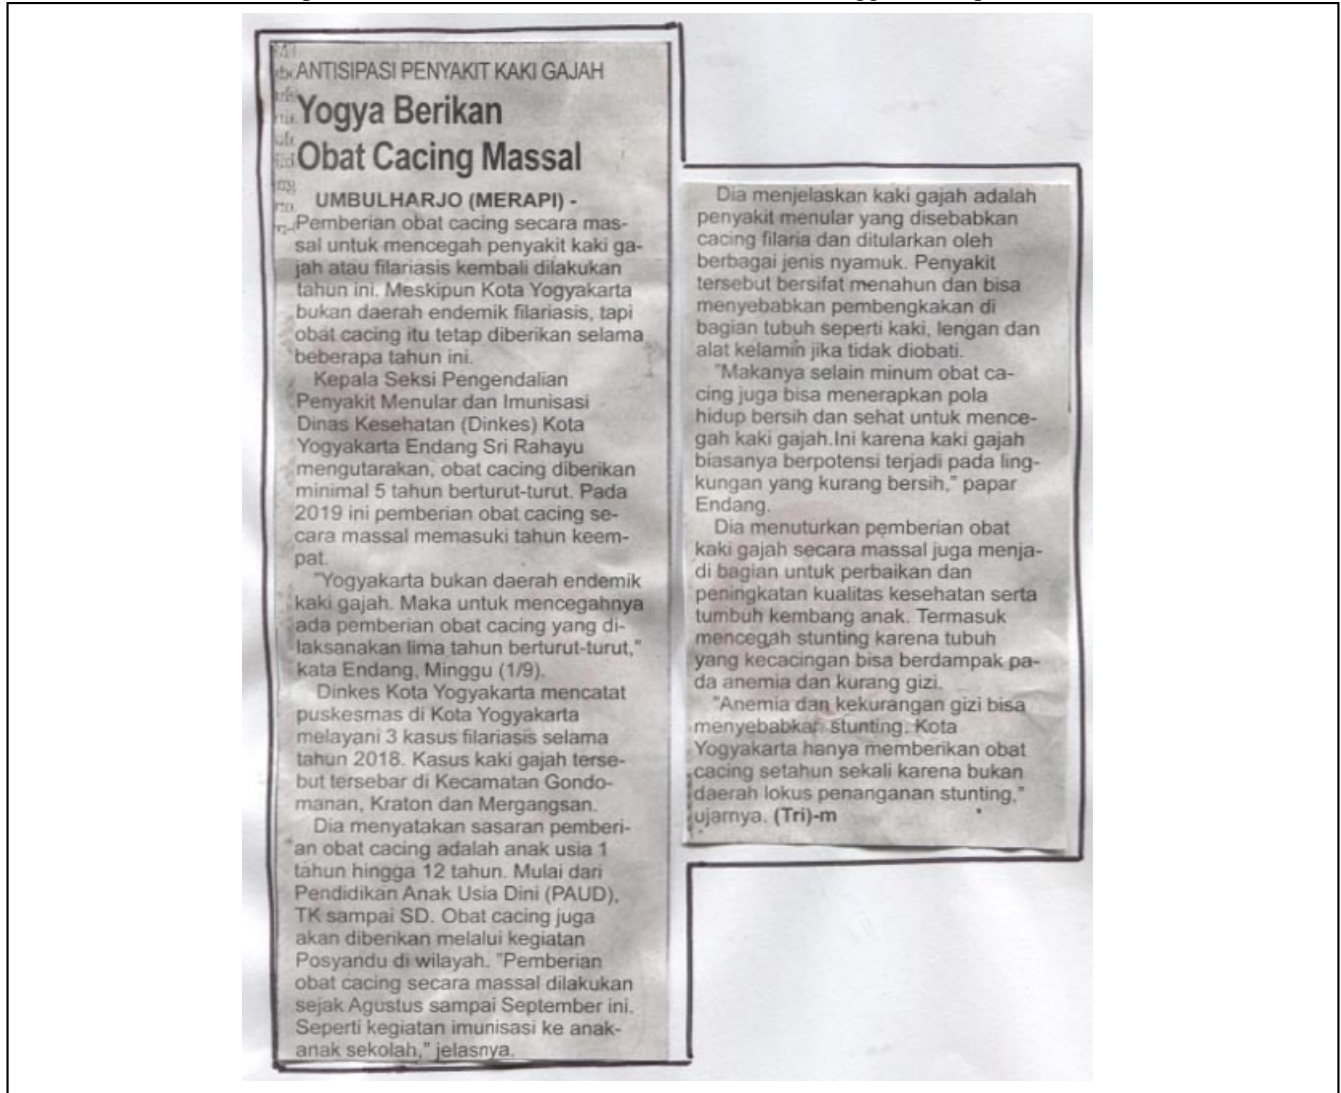 ANTISIPASI PENYAKIT KAKI GAJAH
Yogya Berikan
Obat Cacing Massal
UMBULHARJO (MERAPI) -
Pemberian obat cacing secara mas-
sal untuk mencegah penyakit kaki ga-
jah atau filariasis kembali dilakukan
tahun ini. Meskipun Kota Yogyakarta
bukan daerah endemik filariasis, tapi
obat cacing itu tetap diberikan selama
beberapa tahun ini.
Kepala Seksi Pengendalian
Penyakit Menular dan Imunisasi
Dinas Kesehatan (Dinkes) Kota
Yogyakarta Endang Sri Rahayu
mengutarakan, obat cacing diberikan
minimal 5 tahun berturut-turut. Pada
2019 ini pemberian obat cacing se-
cara massal memasuki tahun keem-
pat.
"Yogyakarta bukan daerah endemik
kaki gajah. Maka untuk mencegahnya
ada pemberian obat cacing yang di-
laksanakan lima tahun berturut-turut,"
kata Endang, Minggu (1/9).
Dinkes Kota Yogyakarta mencatat
puskesmas di Kota Yogyakarta
melayani 3 kasus filariasis selama
tahun 2018. Kasus kaki gajah terse-
but tersebar di Kecamatan Gondo-
manan, Kraton dan Mergangsan.
Dia menyatakan sasaran pemberi-
an obat cacing adalah anak usia 1
tahun hingga 12 tahun. Mulai dari
Pendidikan Anak Usia Dini (PAUD),
TK sampai SD. Obat cacing juga
akan diberikan melalui kegiatan
Posyandu di wilayah. "Pemberian
obat cacing secara massal dilakukan
sejak Agustus sampai September ini.
Seperti kegiatan imunisasi ke anak-
anak sekolah," jelasnya.
Dia menjelaskan kaki gajah adalah
penyakit menular yang disebabkan
cacing filaria dan ditularkan oleh
berbagai jenis nyamuk. Penyakit
tersebut bersifat menahun dan bisa
menyebabkan pembengkakan di
bagian tubuh seperti kaki, lengan dan
alat kelamin jika tidak diobati.
"Makanya selain minum obat ca-
cing juga bisa menerapkan pola
hidup bersih dan sehat untuk mence-
gah kaki gajah.Ini karena kaki gajah
biasanya berpotensi terjadi pada ling-
kungan yang kurang bersih," papar
Endang.
Dia menuturkan pemberian obat
kaki gajah secara massal juga menja-
di bagian untuk perbaikan dan
peningkatan kualitas kesehatan serta
tumbuh kembang anak. Termasuk
mencegah stunting karena tubuh
yang kecacingan bisa berdampak pa-
da anemia dan kurang gizi.
"Anemia dan kekurangan gizi bisa
menyebabkan stunting. Kota
Yogyakarta hanya memberikan obat
cacing setahun sekali karena bukan
daerah lokus penanganan stunting,"
ujarnya. (Tri)-m